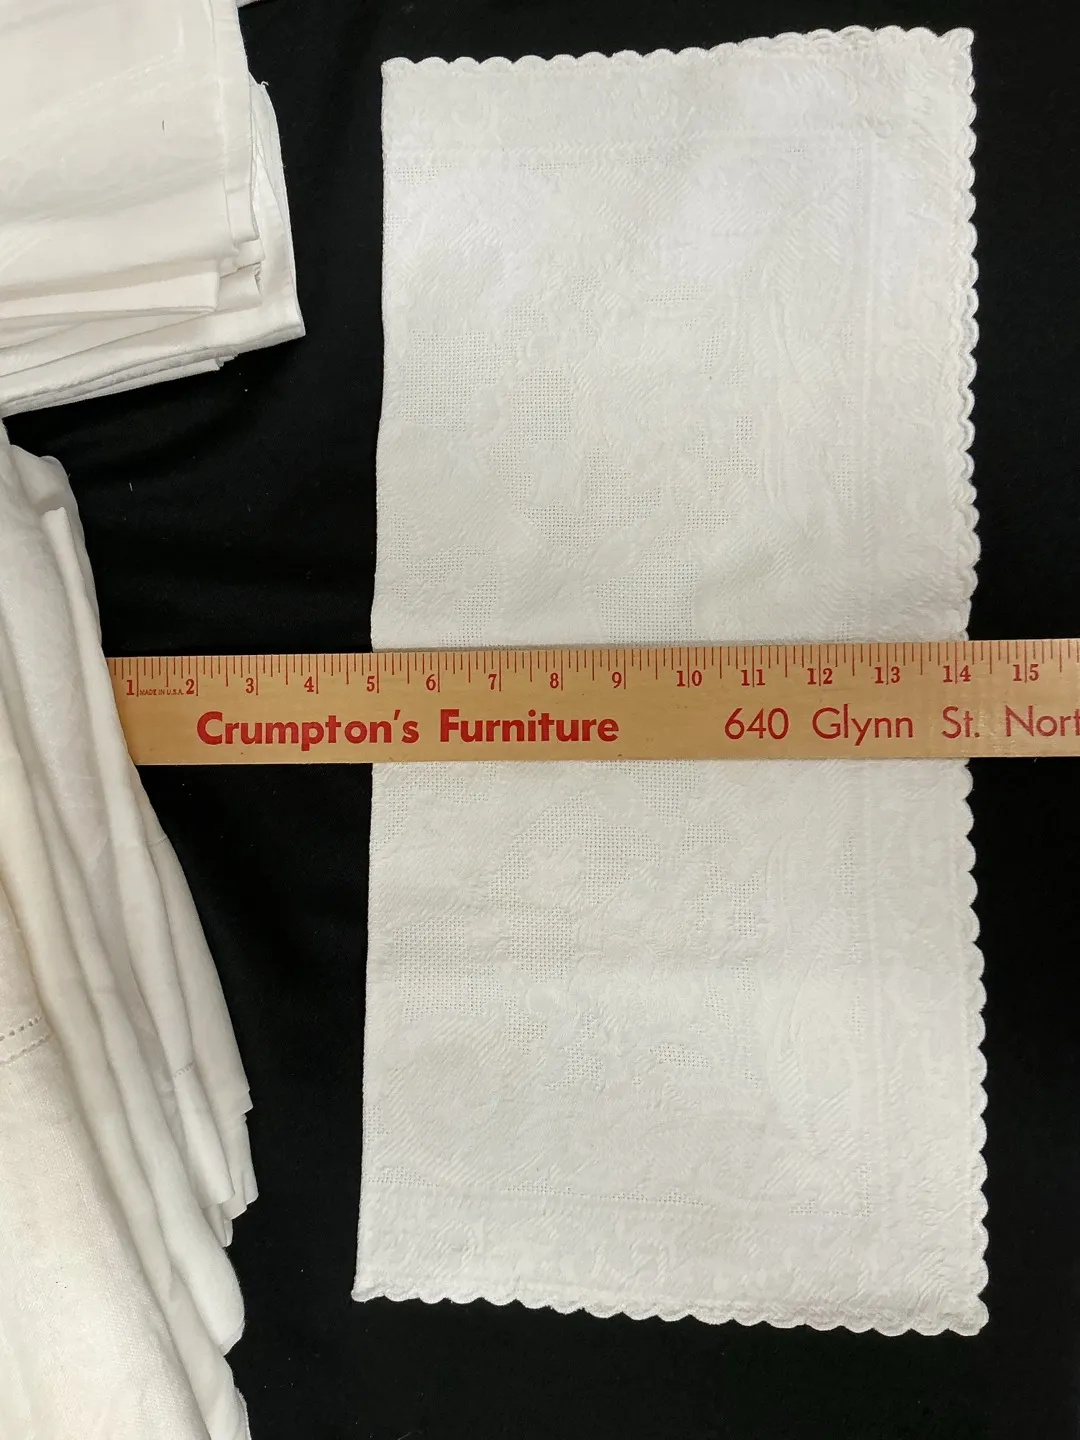 1 MADE IN U.S.A. 2 3 4 5 6 7 8 9 10 11 12 13 14 15
Crumpton's Furniture 640 Glynn St. Nort